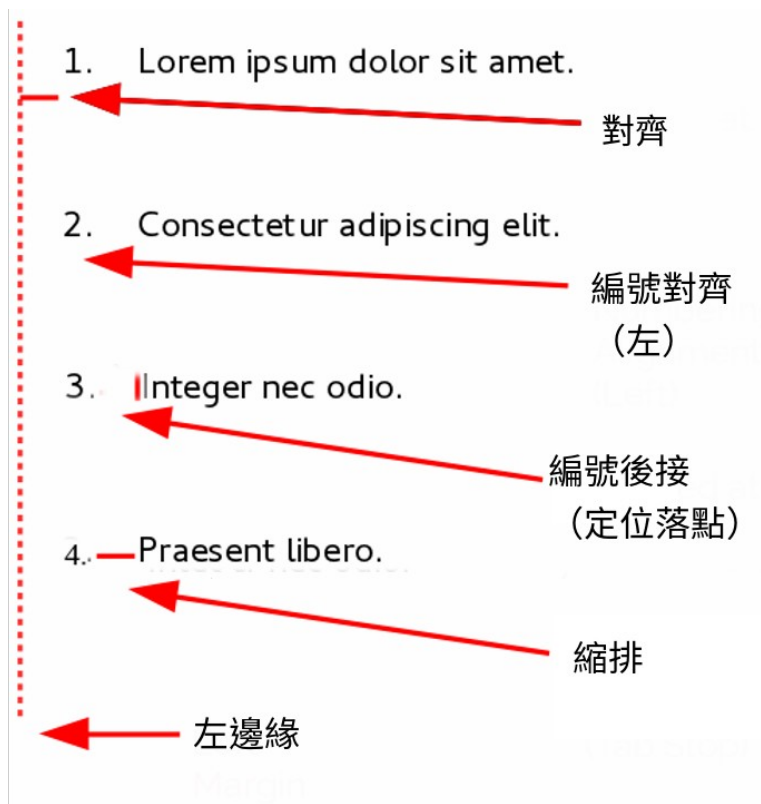 1. Lorem ipsum dolor sit amet.
對齊
2. Consectetur adipiscing elit.
編號對齊
（左）
3. Integer nec odio.
編號後接
（定位落點）
4. Praesent libero.
縮排
左邊緣
Margin